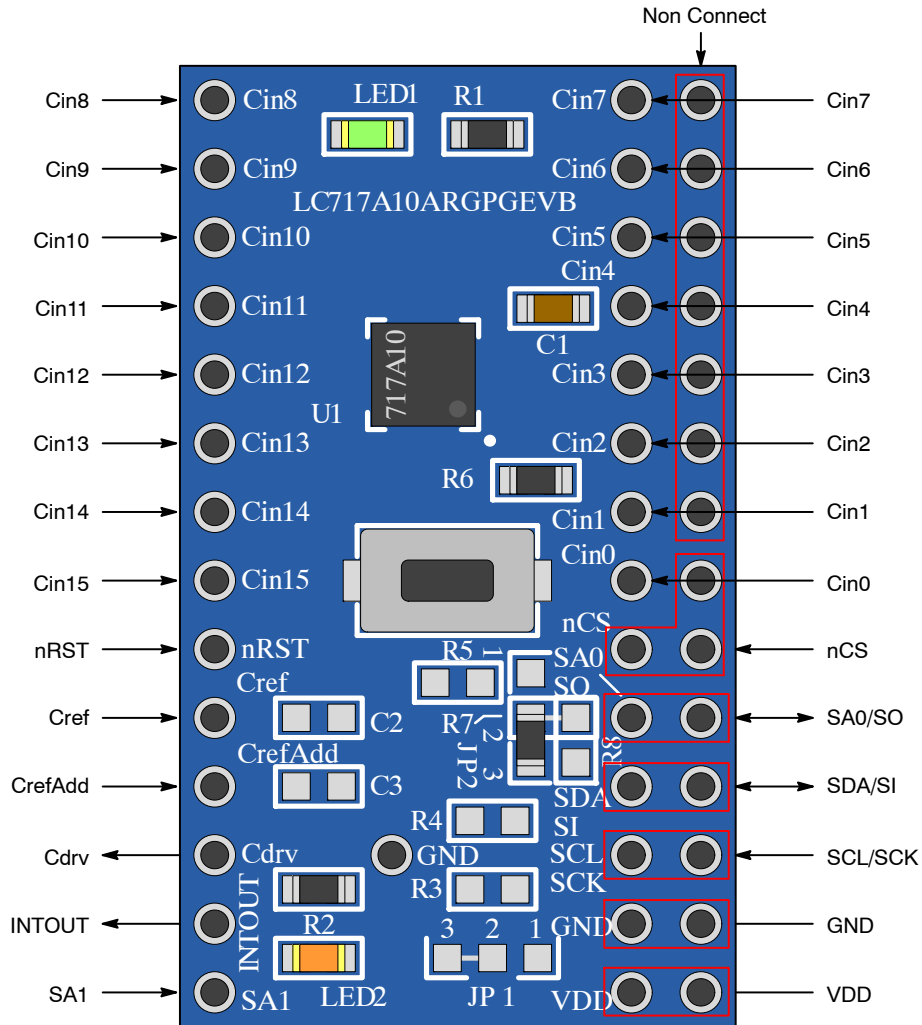 Non Connect
Cin8 Cin8 LED1 R1 Cin7 Cin7
Cin9 Cin9 Cin6 Cin6
LC717A10ARGPGEVB
Cin10 Cin10 Cin5 Cin5
Cin4
Cin11 Cin11 Cin4
C1
Cin12 Cin12 717A10 Cin3 Cin3
U1
Cin13 Cin13 Cin2 Cin2
R6
Cin14 Cin14 Cin1 Cin1
Cin0
Cin15 Cin15 Cin0
nCS
nRST nRST R5 1 SA0 nCS
Cref SO /
Cref C2 R7 2 SA0/SO
CrefAdd JP2 R8
CrefAdd C3 3 SDA SDA/SI
R4 SI
Cdrv Cdrv GND SCL SCL/SCK
R3 SCK
INTOUT INTOUT R2 3 2 1 GND GND
SA1 SA1 LED2 JP 1 VDD VDD